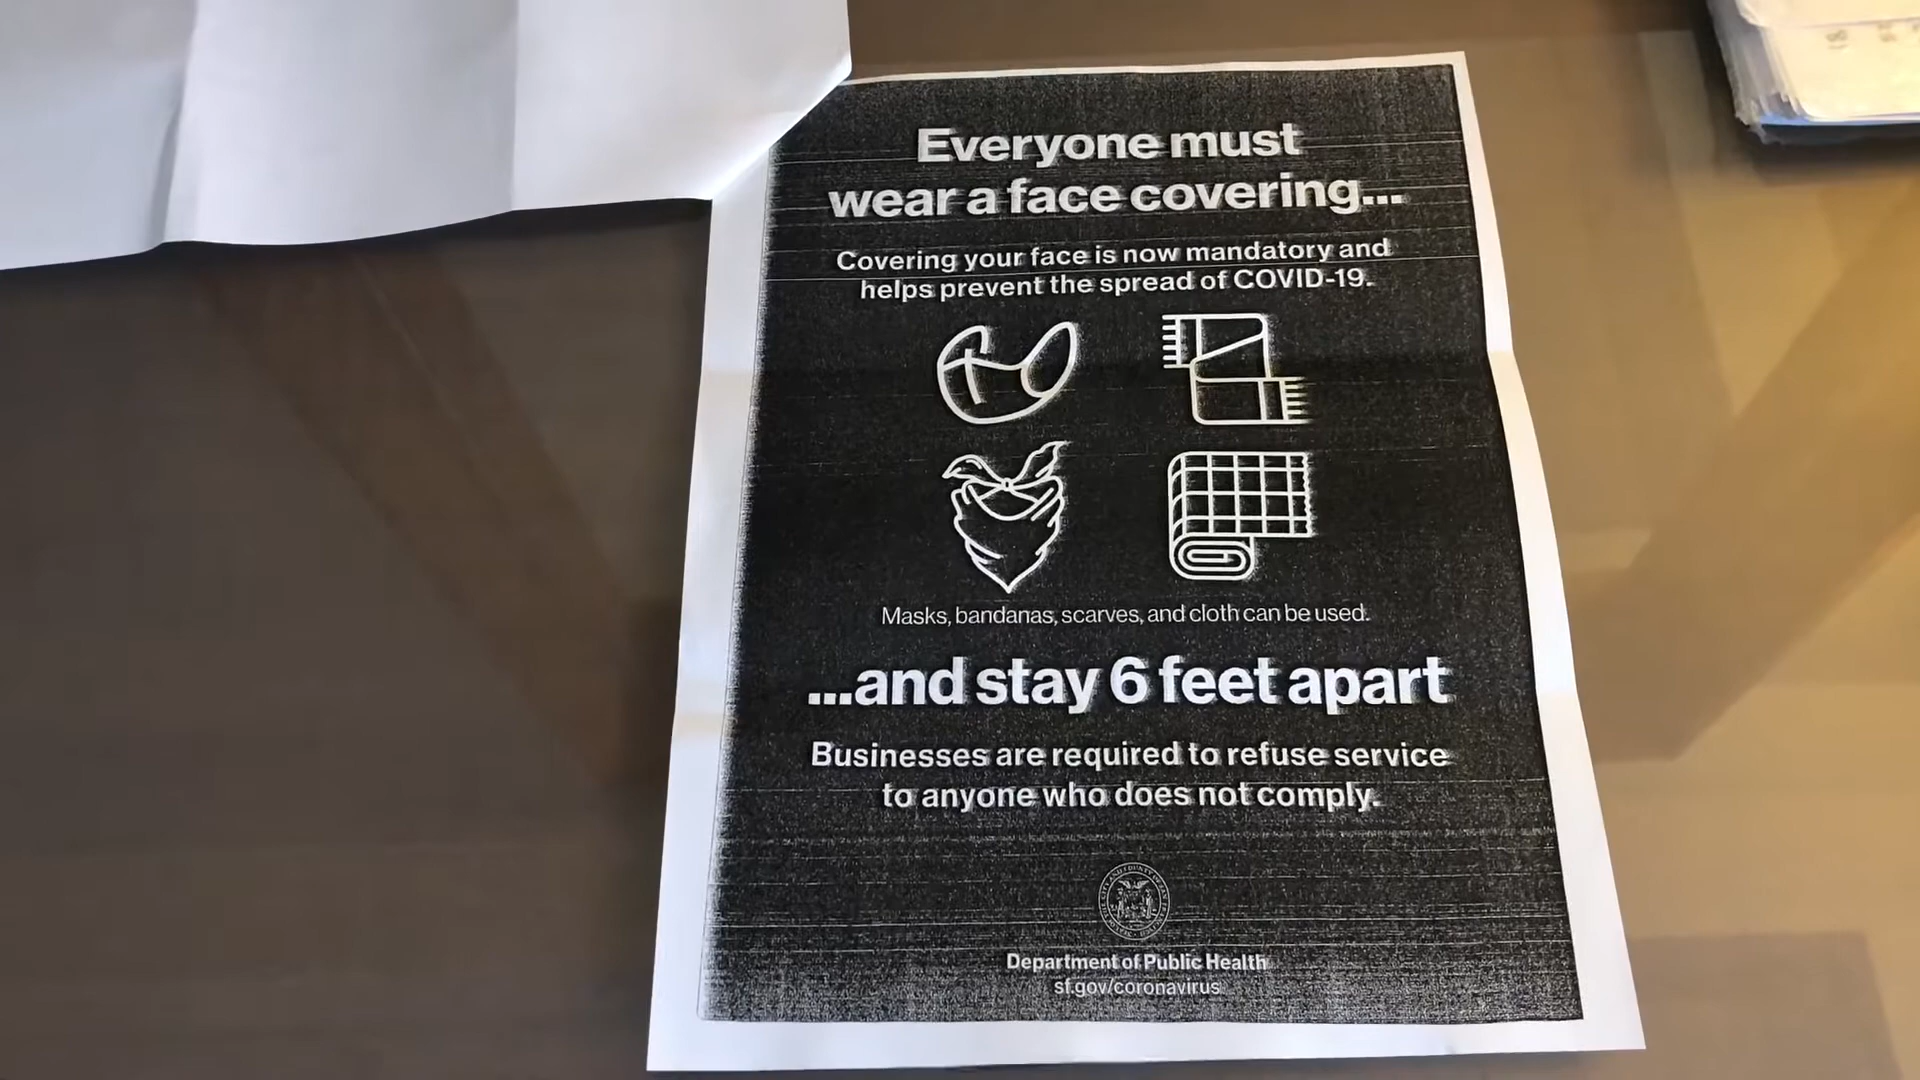 Everyone must
wear a face covering...
Covering your face is now mandatory and
helps prevent the spread of COVID-19.
Masks, bandanas, scarves, and cloth can be used.
...and stay 6 feet apart
Businesses are required to refuse service
to anyone who does not comply.
Department of Public Health
sf.gov/coronavirus